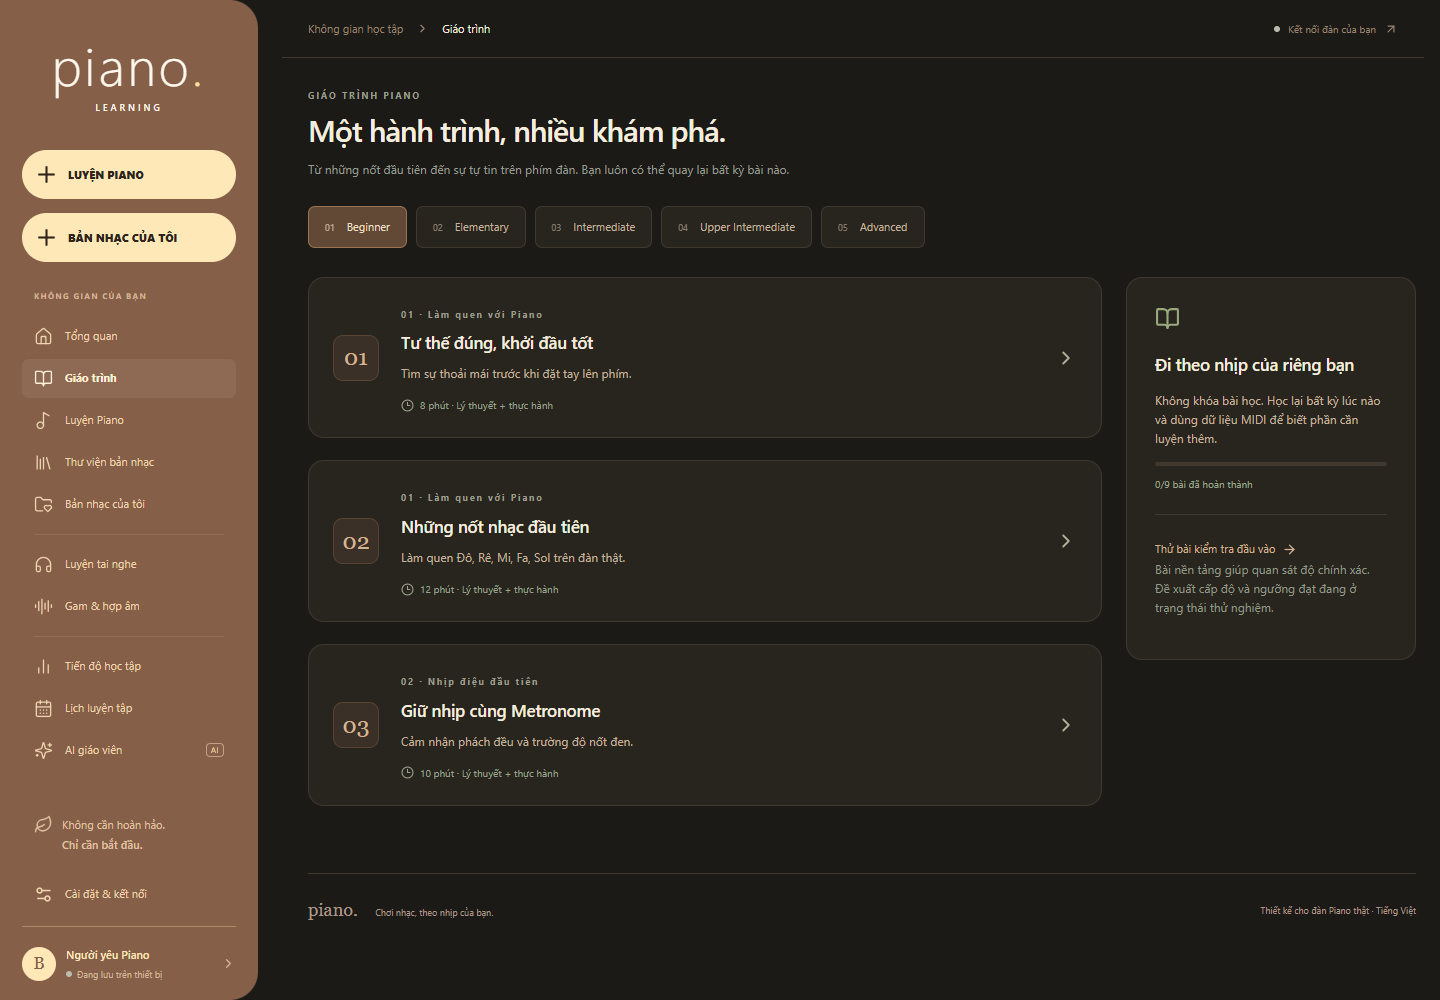 piano.
LEARNING
LUYỆN PIANO
BẢN NHẠC CỦA TÔI
KHÔNG GIAN CỦA BẠN
Tổng quan
Giáo trình
Luyện Piano
Thư viện bản nhạc
Bản nhạc của tôi
Luyện tai nghe
Gam & hợp âm
Tiến độ học tập
Lịch luyện tập
AI giáo viên
AI
Không cần hoàn hảo.
Chỉ cần bắt đầu.
Cài đặt & kết nối
B
Người yêu Piano
Đang lưu trên thiết bị
Không gian học tập
Giáo trình
Kết nối đàn của bạn
GIÁO TRÌNH PIANO
Một hành trình, nhiều khám phá.
Từ những nốt đầu tiên đến sự tự tin trên phím đàn. Bạn luôn có thể quay lại bất kỳ bài nào.
01 Beginner
02 Elementary
03 Intermediate
04 Upper Intermediate
05 Advanced
01
01 · Làm quen với Piano
Tư thế đúng, khởi đầu tốt
Tìm sự thoải mái trước khi đặt tay lên phím.
8 phút · Lý thuyết + thực hành
02
01 · Làm quen với Piano
Những nốt nhạc đầu tiên
Làm quen Đô, Rê, Mi, Fa, Sol trên đàn thật.
12 phút · Lý thuyết + thực hành
03
02 · Nhịp điệu đầu tiên
Giữ nhịp cùng Metronome
Cảm nhận phách đều và trường độ nốt đen.
10 phút · Lý thuyết + thực hành
Đi theo nhịp của riêng bạn
Không khóa bài học. Học lại bất kỳ lúc nào
và dùng dữ liệu MIDI để biết phần cần
luyện thêm.
0/9 bài đã hoàn thành
Thử bài kiểm tra đầu vào
Bài nền tảng giúp quan sát độ chính xác.
Đề xuất cấp độ và ngưỡng đạt đang ở
trạng thái thử nghiệm.
piano.
Chơi nhạc, theo nhịp của bạn.
Thiết kế cho đàn Piano thật · Tiếng Việt